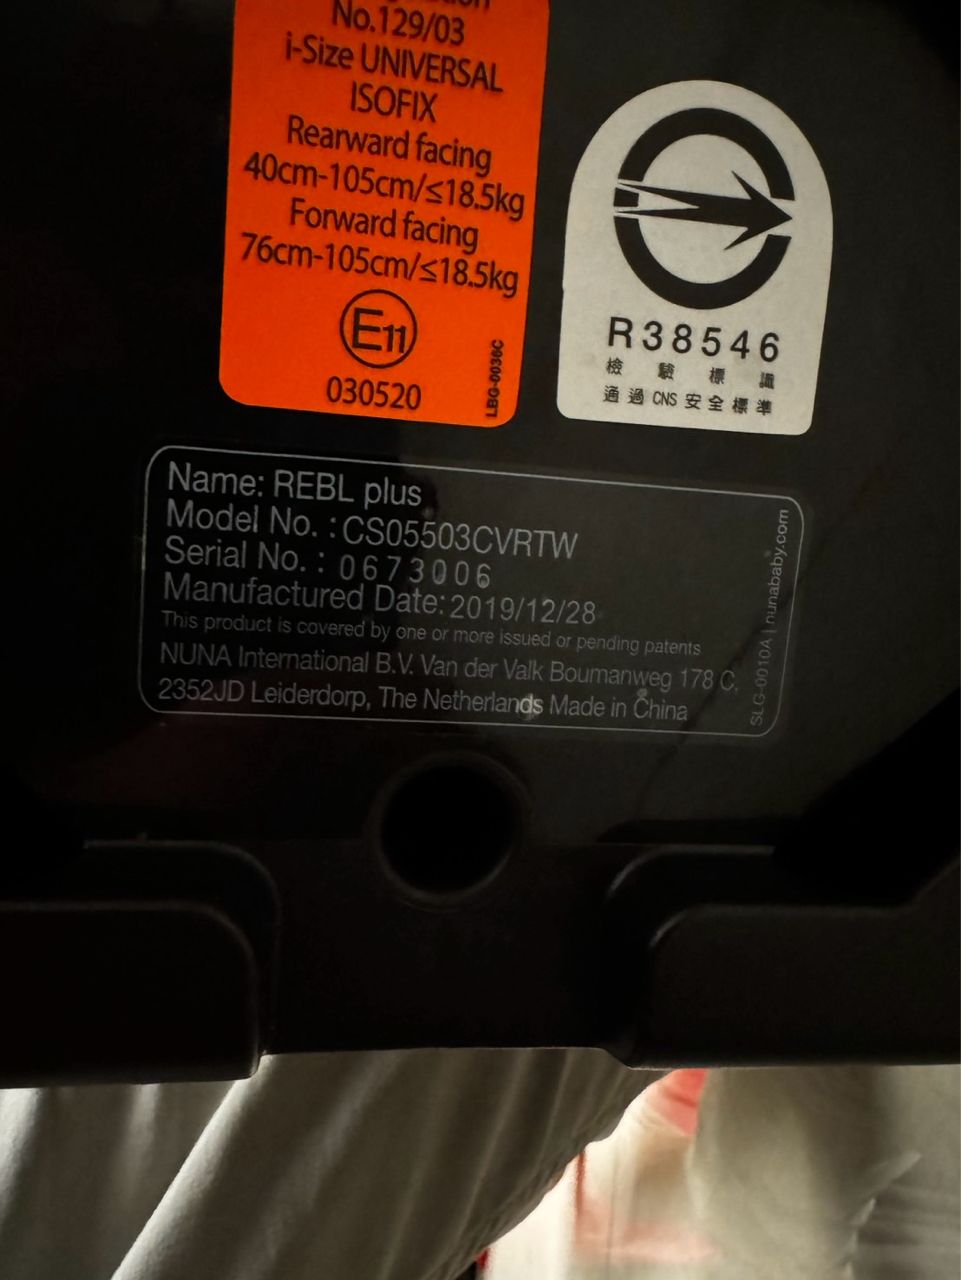 No.129/03
i-Size UNIVERSAL
ISOFIX
Rearward facing
40cm-105cm/≤18.5kg
Forward facing
76cm-105cm/≤18.5kg
E11
030520
LBG-0036C
R38546
檢驗標識
通過CNS安全標準
Name: REBL plus
Model No. :CS05503CVRTW
Serial No. : 0673006
Manufactured Date:2019/12/28
This product is covered by one or more issued or pending patents
NUNA International B.V. Van der Valk Boumanweg 178 C,
2352JD Leiderdorp, The Netherlands Made in China
SLG-0010A | nunababy.com